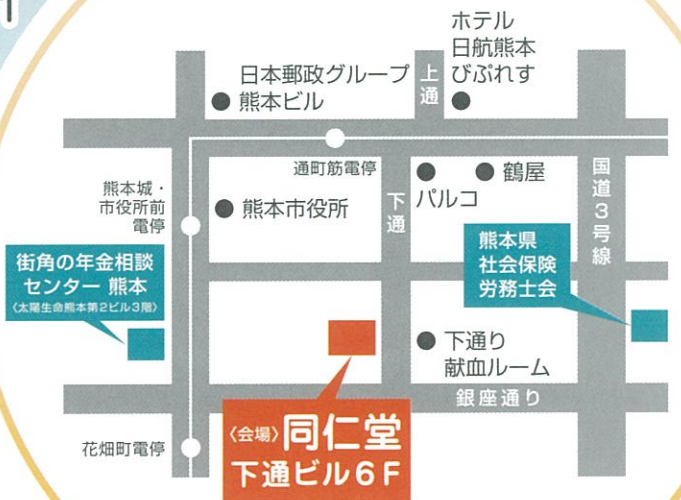 ホテル
日航熊本
びぷれす
日本郵政グループ
熊本ビル
上通
通町筋電停
鶴屋
パルコ
下通
国道3号線
熊本城・
市役所前
電停
熊本市役所
街角の年金相談
センター 熊本
〈太陽生命熊本第2ビル3階〉
熊本県
社会保険
労務士会
下通り
献血ルーム
銀座通り
〈会場〉同仁堂
下通ビル6F
花畑町電停